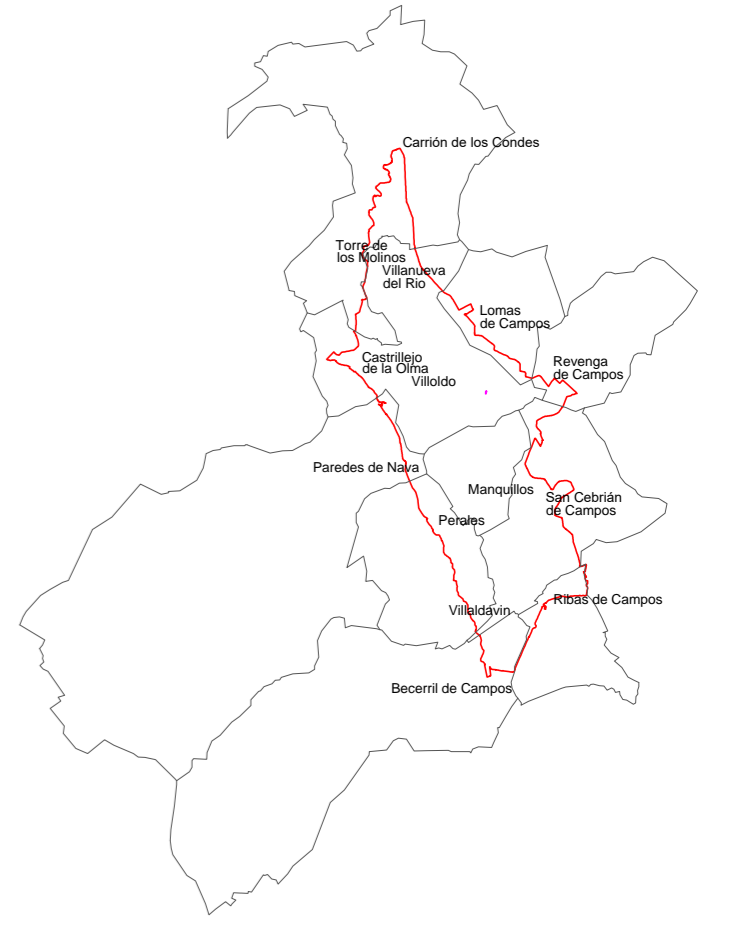 Carrión de los Condes
Torre de
los Molinos
Villanueva
del Rio
Lomas
de Campos
Castrillejo
de la Olma
Villoldo
Revenga
de Campos
Paredes de Nava
Manquillos
San Cebrián
de Campos
Perales
Villaldavin
Ribas de Campos
Becerril de Campos